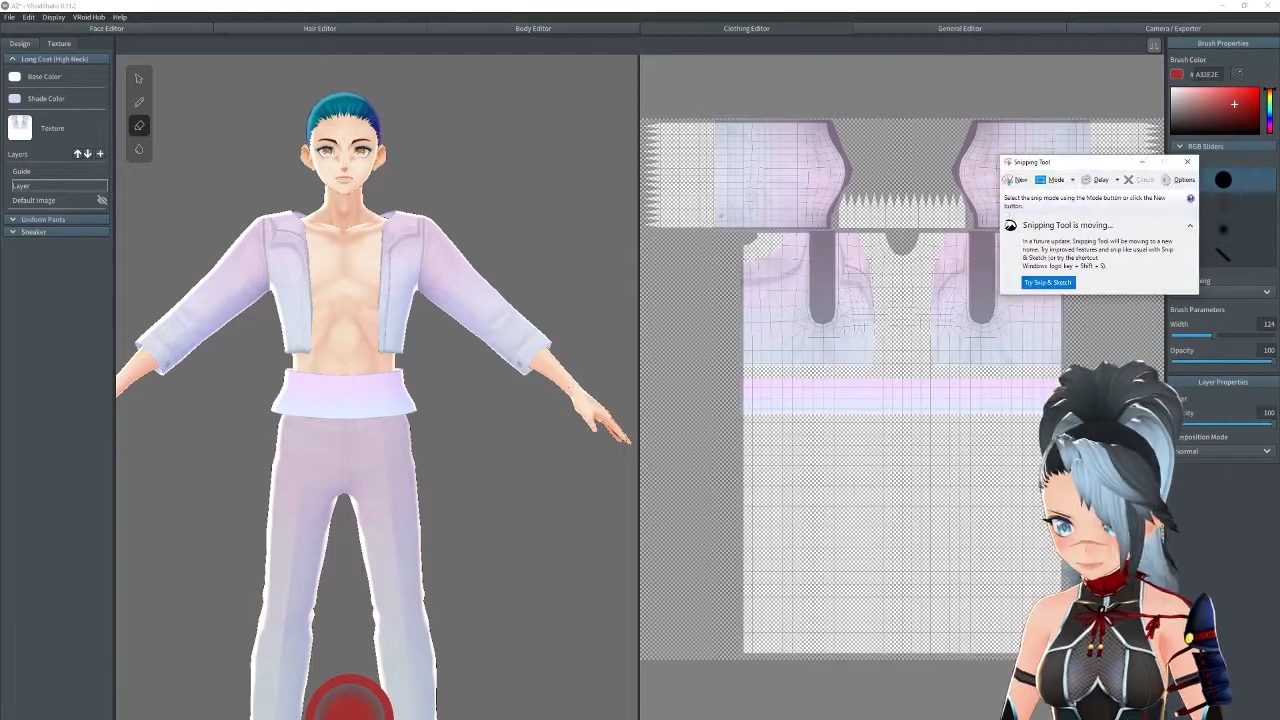 A2* - VRoidStudio 0.11.2
File Edit Display VRoid Hub Help
Face Editor Hair Editor Body Editor Clothing Editor General Editor Camera / Exporter
Design Texture
Long Coat (High Neck)
Base Color
Shade Color
Texture
Layers
Guide
Layer
Default Image
Uniform Pants
Sneaker
Brush Properties
Brush Color
# A32E2E
RGB Sliders
Snipping Tool
New Mode Delay Cancel Options
Select the snip mode using the Mode button or click the New
button.
Snipping Tool is moving...
In a future update, Snipping Tool will be moving to a new
home. Try improved features and snip like usual with Snip
& Sketch (or try the shortcut
Windows logo key + Shift + S).
Try Snip & Sketch
Brush Parameters
Width 124
Opacity 100
Layer Properties
100
Normal